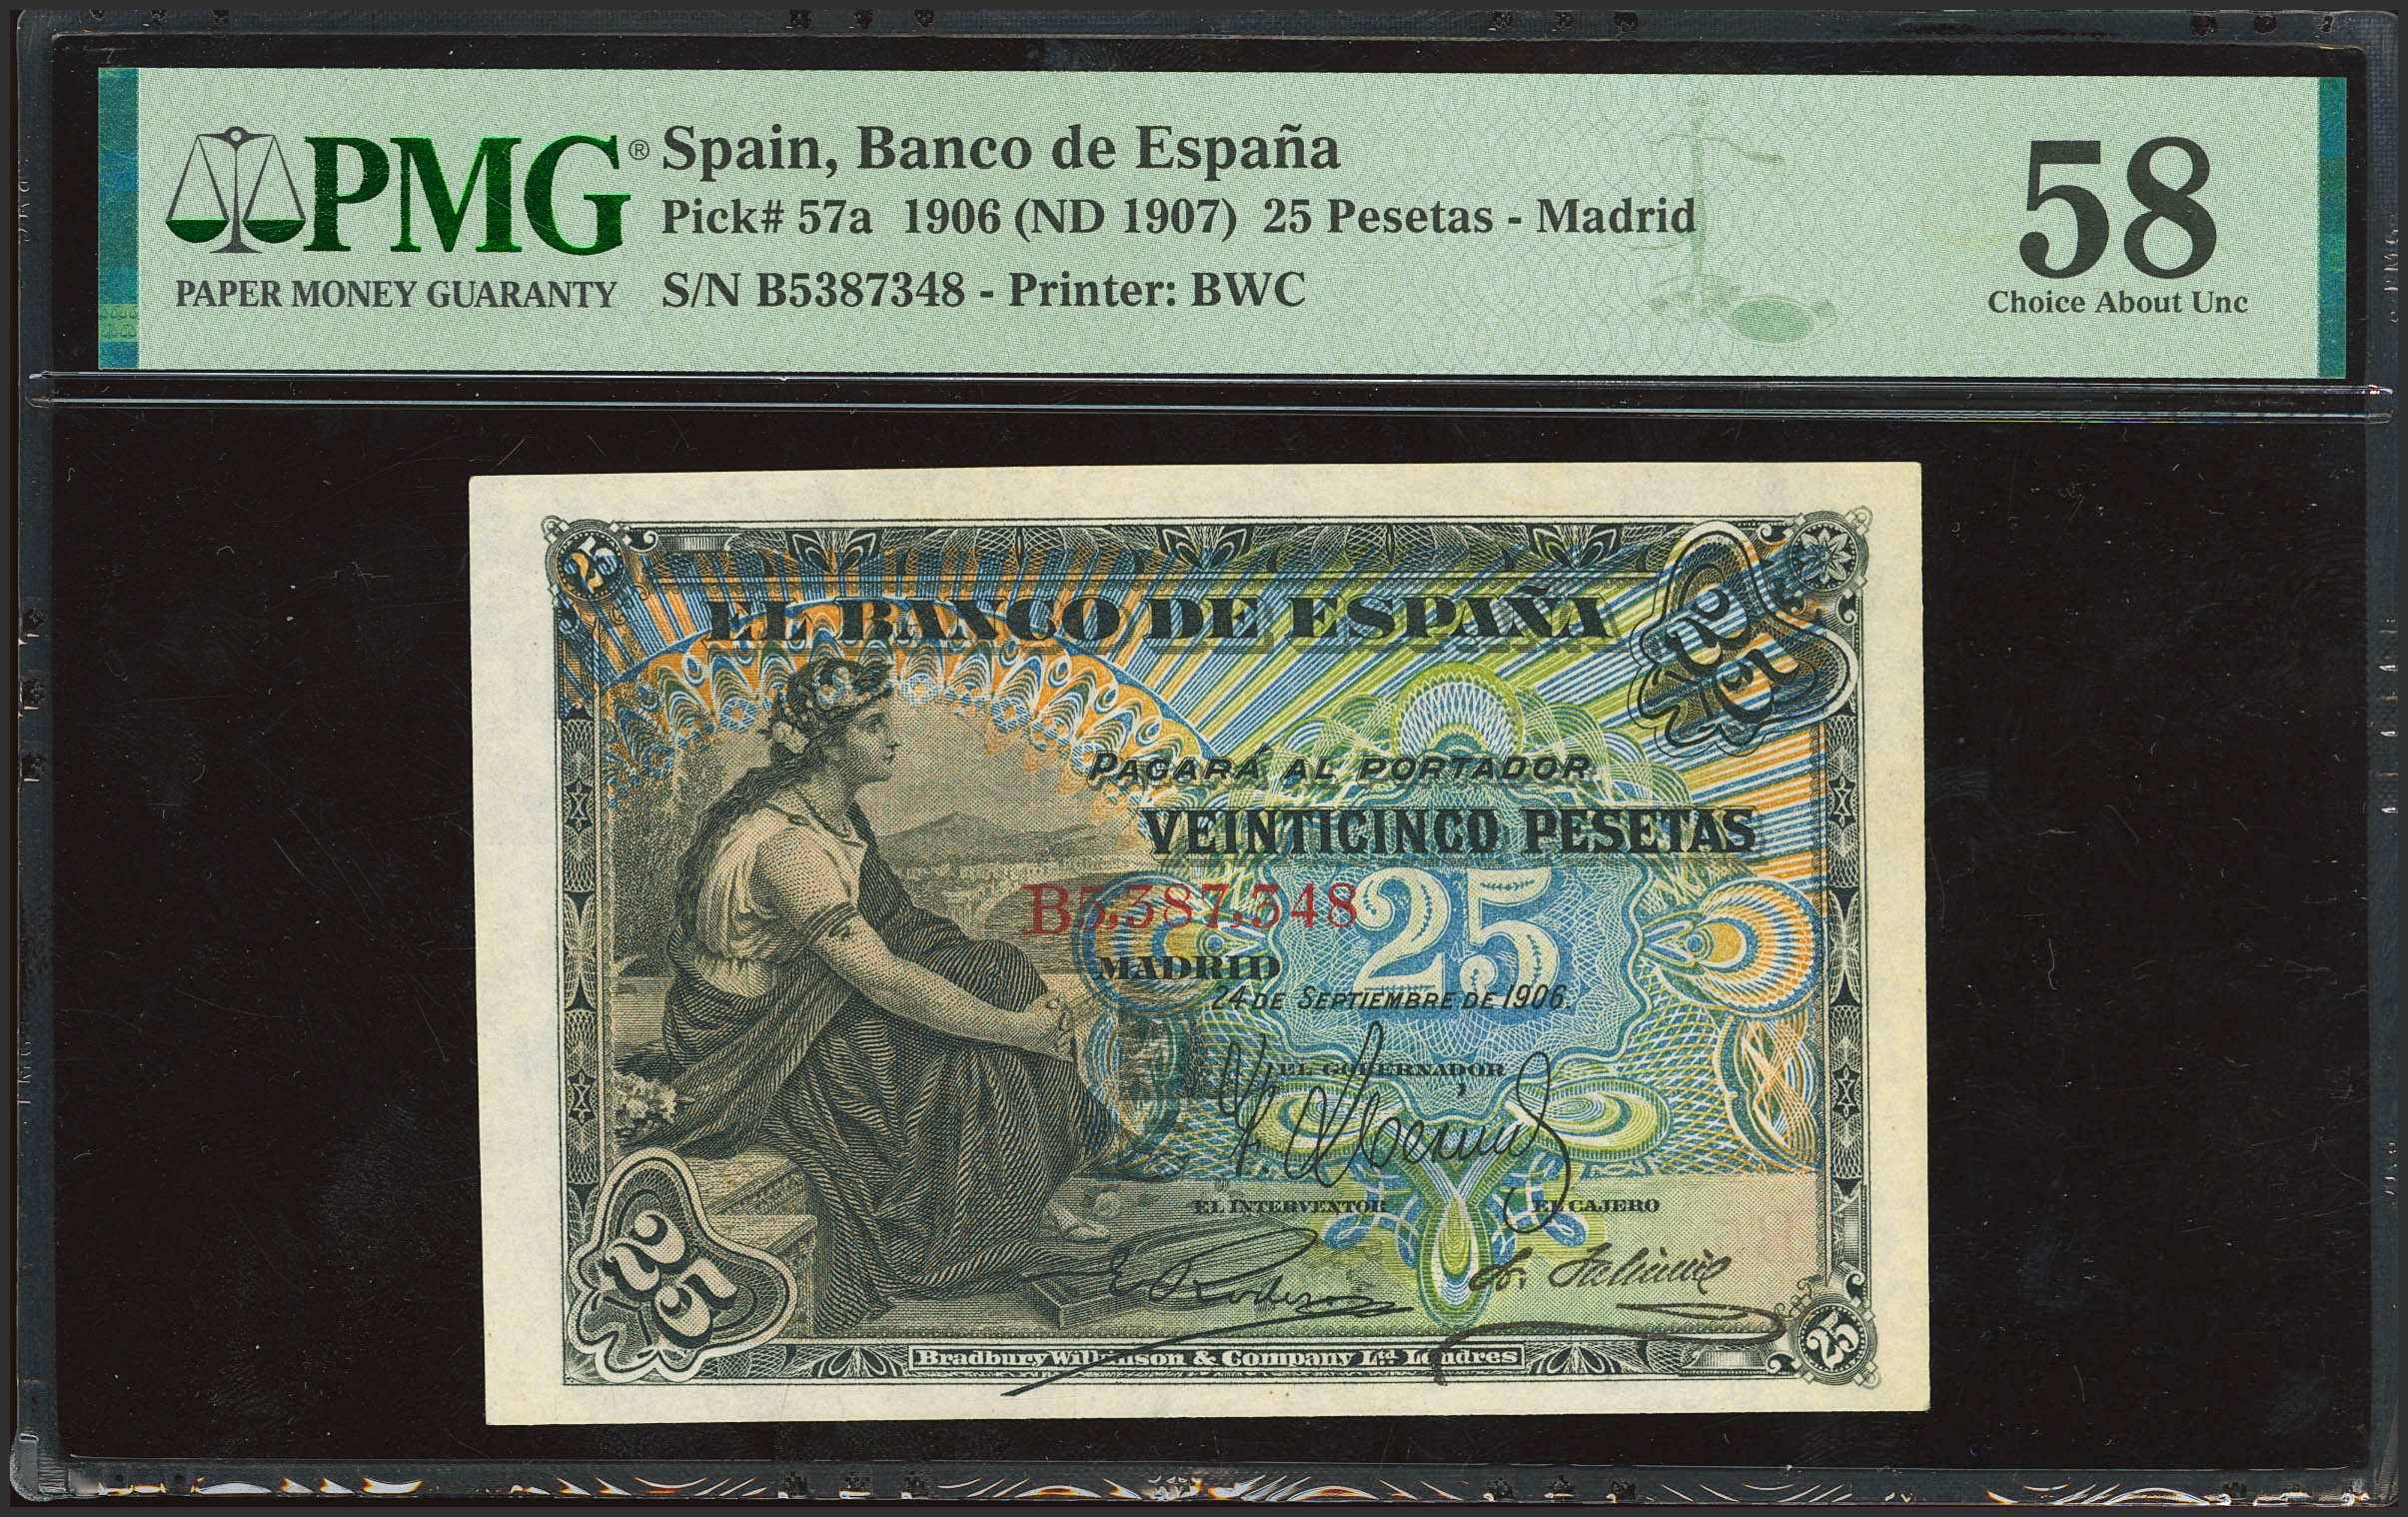 PMG®
PAPER MONEY GUARANTY
Spain, Banco de España
Pick# 57a 1906 (ND 1907) 25 Pesetas - Madrid
S/N B5387348 - Printer: BWC
58
Choice About Unc
25
25
EL BANCO DE ESPAÑA
PAGARÁ AL PORTADOR
VEINTICINCO PESETAS
B5,387,348
25
MADRID
24 DE SEPTIEMBRE DE 1906.
EL GOBERNADOR
EL INTERVENTOR
EL CAJERO
25
25
Bradbury Wilkinson & Company Ltd. Londres